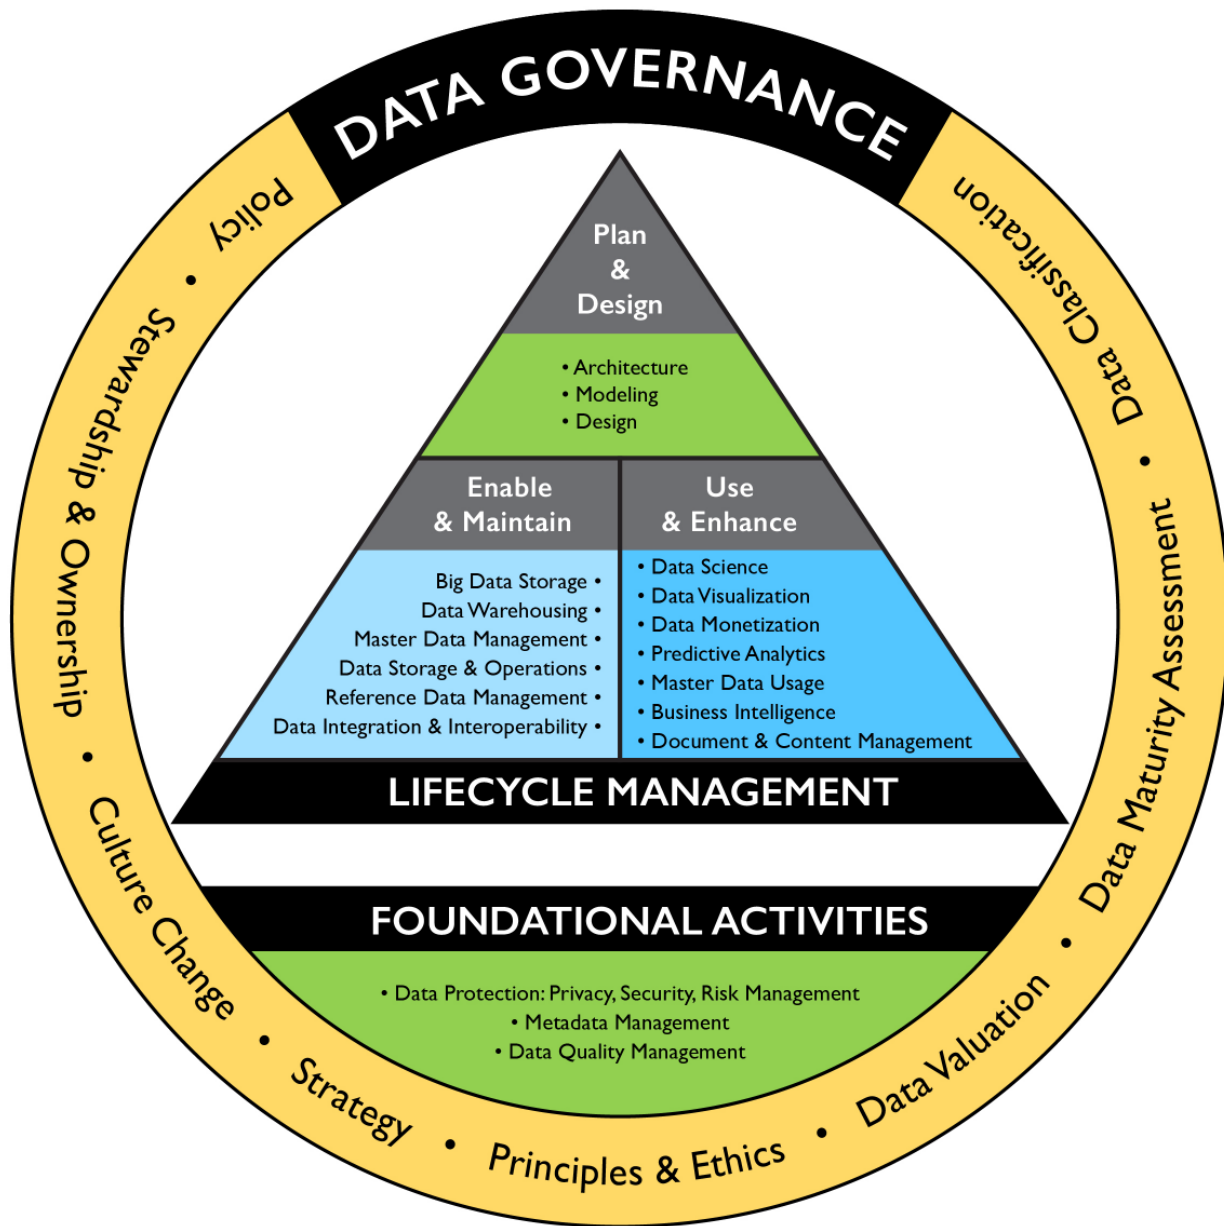 DATA GOVERNANCE
Policy • Stewardship & Ownership • Culture Change • Strategy • Principles & Ethics • Data Valuation • Data Maturity Assessment • Data Classification
Plan
&
Design
• Architecture
• Modeling
• Design
Enable
& Maintain
Big Data Storage •
Data Warehousing •
Master Data Management •
Data Storage & Operations •
Reference Data Management •
Data Integration & Interoperability •
Use
& Enhance
• Data Science
• Data Visualization
• Data Monetization
• Predictive Analytics
• Master Data Usage
• Business Intelligence
• Document & Content Management
LIFECYCLE MANAGEMENT
FOUNDATIONAL ACTIVITIES
• Data Protection: Privacy, Security, Risk Management
• Metadata Management
• Data Quality Management